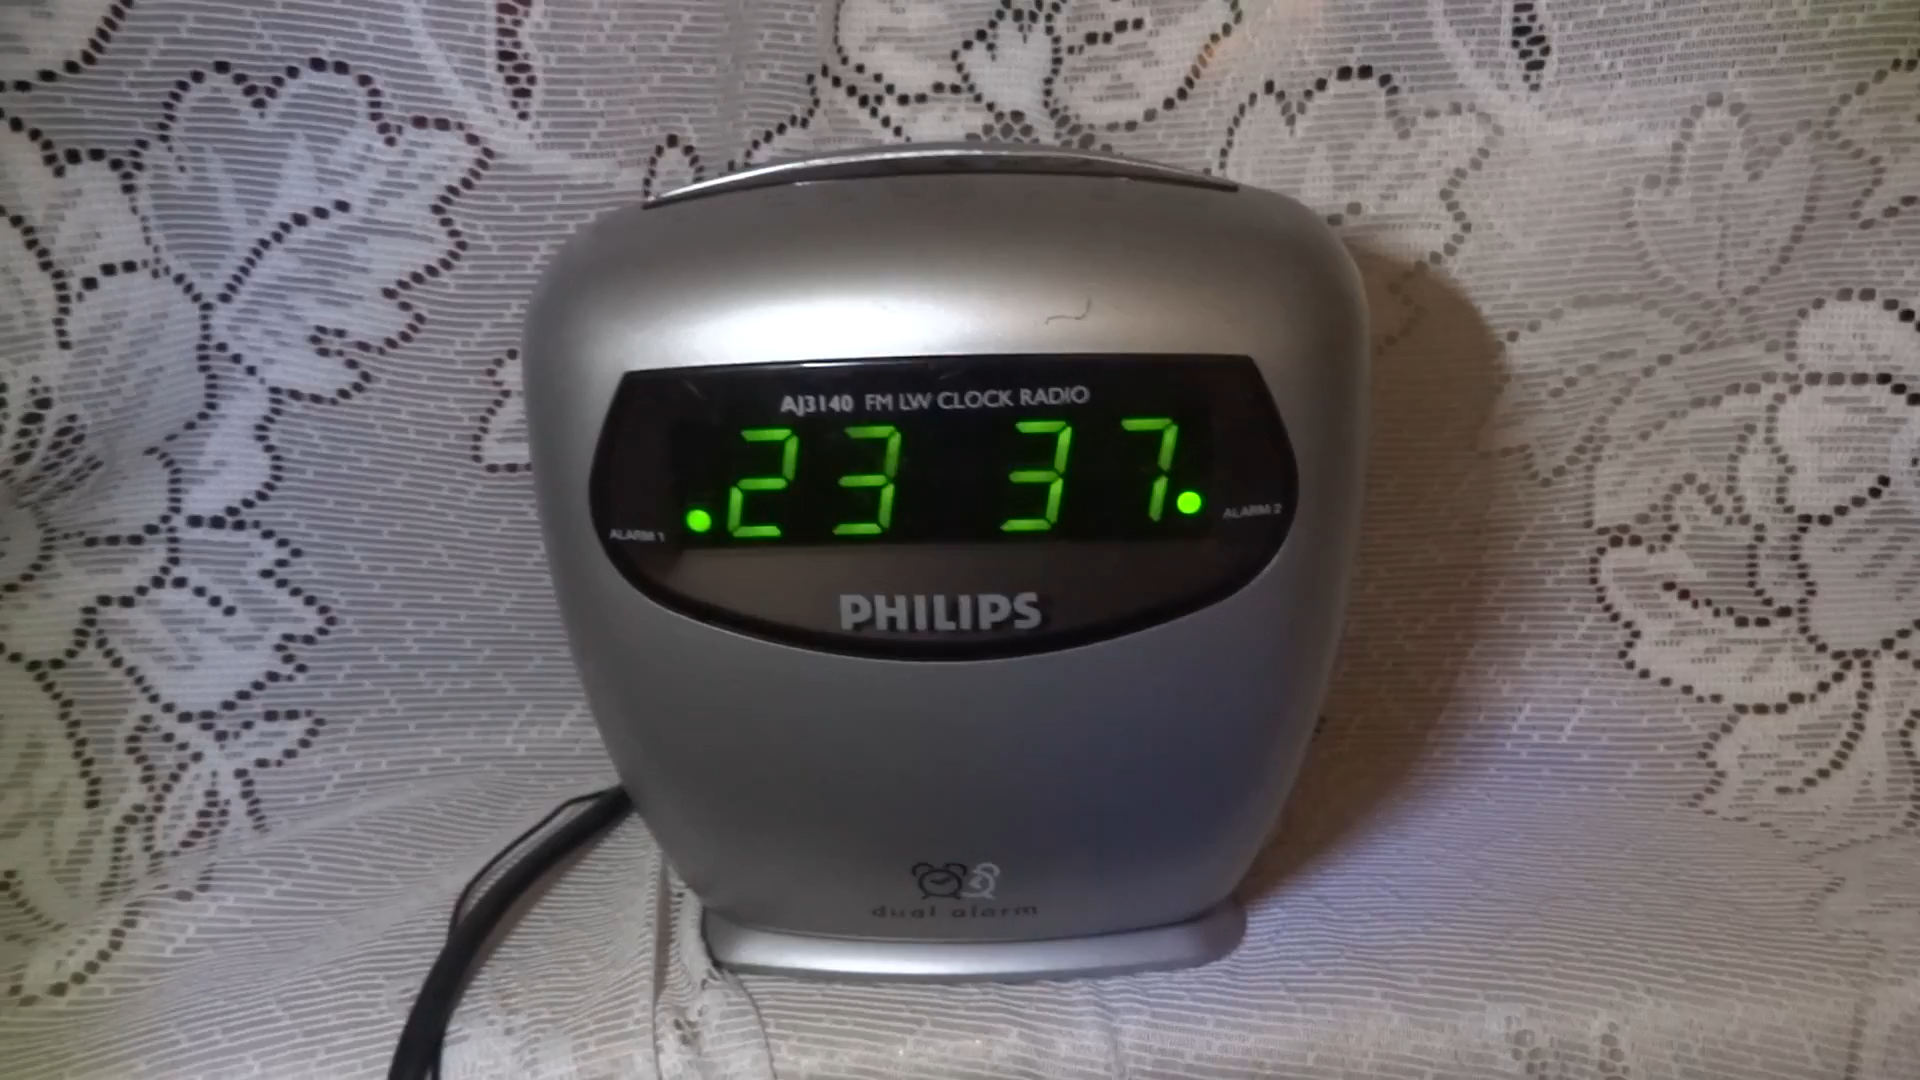 AJ3140 FM LW CLOCK RADIO
23 37
ALARM 1
ALARM 2
PHILIPS
dual alarm